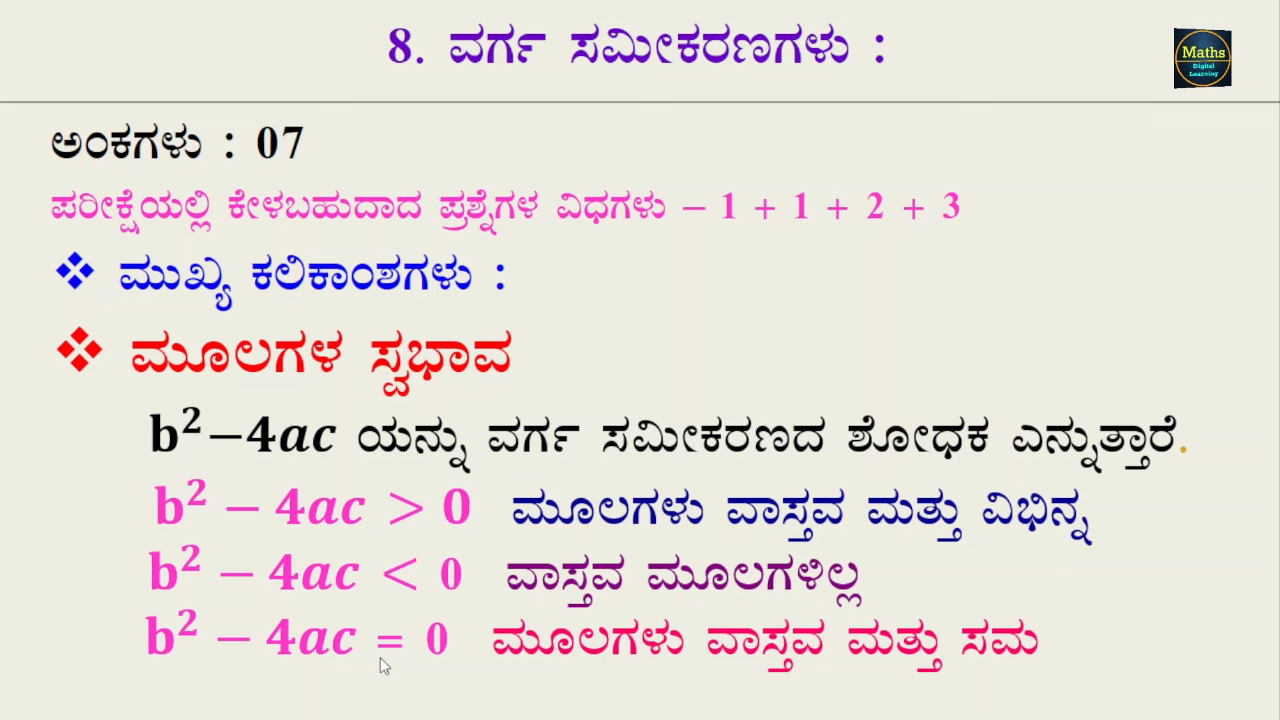 8. ವರ್ಗ ಸಮೀಕರಣಗಳು :
Maths
Digital
Learning
ಅಂಕಗಳು : 07
ಪರೀಕ್ಷೆಯಲ್ಲಿ ಕೇಳಬಹುದಾದ ಪ್ರಶ್ನೆಗಳ ವಿಧಗಳು – 1 + 1 + 2 + 3
❖ ಮುಖ್ಯ ಕಲಿಕಾಂಶಗಳು :
❖ ಮೂಲಗಳ ಸ್ವಭಾವ
b²−4ac ಯನ್ನು ವರ್ಗ ಸಮೀಕರಣದ ಶೋಧಕ ಎನ್ನುತ್ತಾರೆ.
b² − 4ac > 0 ಮೂಲಗಳು ವಾಸ್ತವ ಮತ್ತು ವಿಭಿನ್ನ
b² − 4ac < 0 ವಾಸ್ತವ ಮೂಲಗಳಿಲ್ಲ
b² − 4ac = 0 ಮೂಲಗಳು ವಾಸ್ತವ ಮತ್ತು ಸಮ